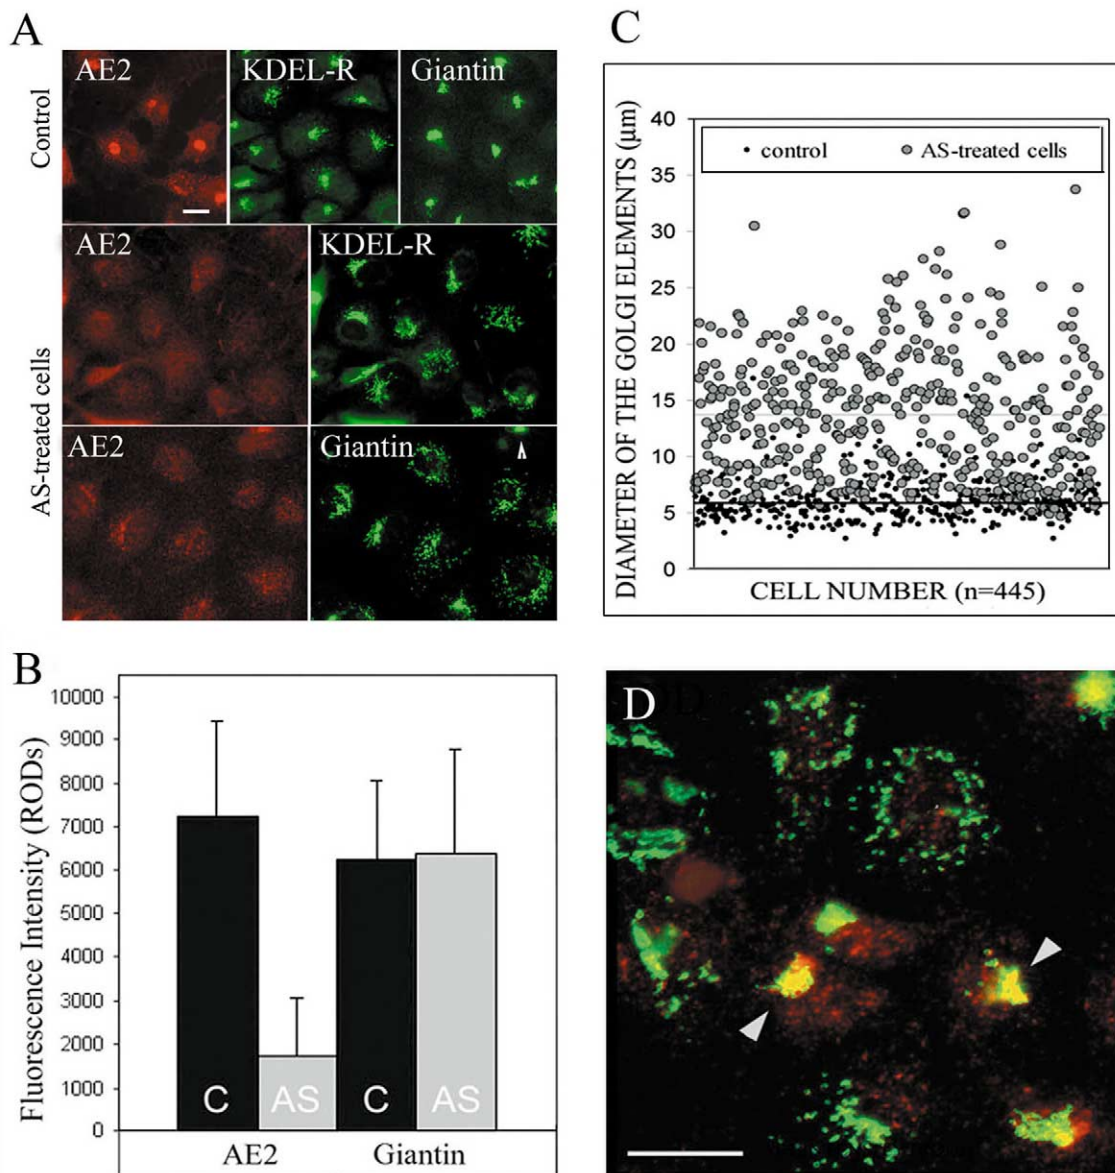 A
Control
AE2
KDEL-R
Giantin
AS-treated cells
AE2
KDEL-R
AE2
Giantin
B
Fluorescence Intensity (RODs)
10000
9000
8000
7000
6000
5000
4000
3000
2000
1000
0
C
AS
C
AS
AE2
Giantin
C
DIAMETER OF THE GOLGI ELEMENTS (μm)
40
35
30
25
20
15
10
5
0
control
AS-treated cells
CELL NUMBER (n=445)
D